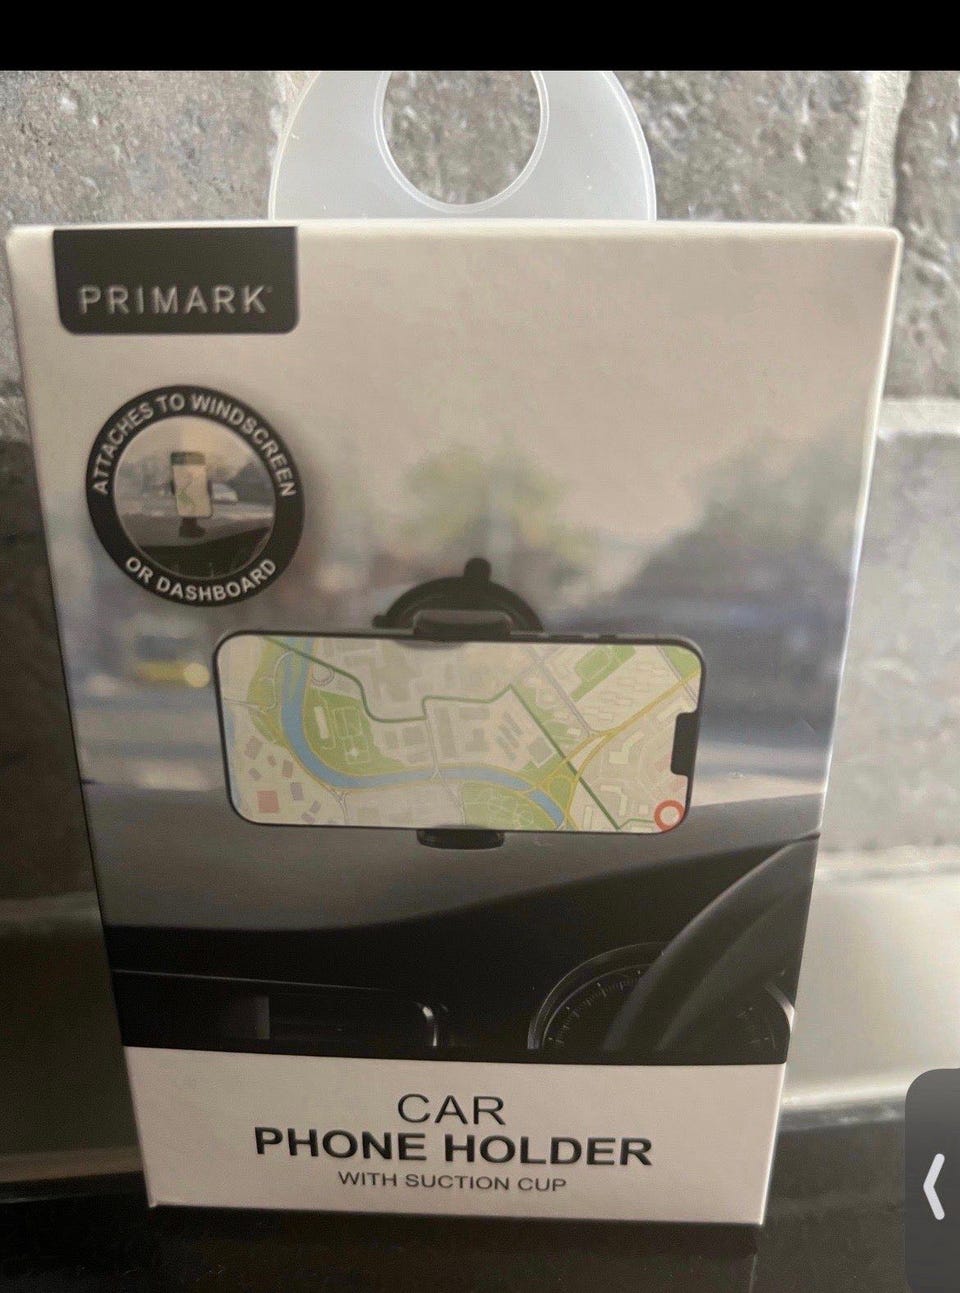 PRIMARK
ATTACHES TO WINDSCREEN
OR DASHBOARD
CAR
PHONE HOLDER
WITH SUCTION CUP